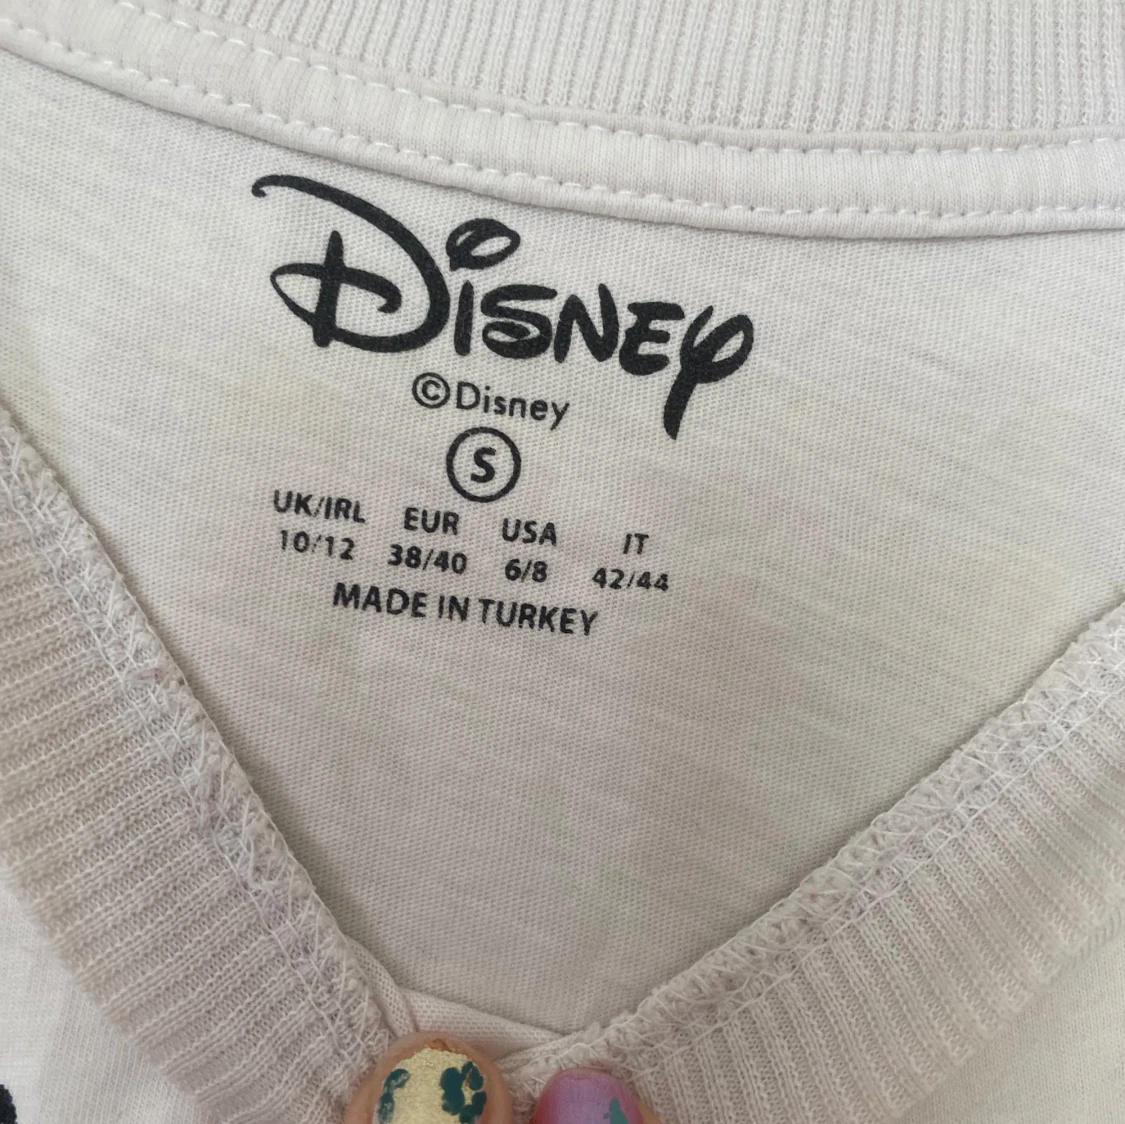 Disney
©Disney
S
UK/IRL EUR USA IT
10/12 38/40 6/8 42/44
MADE IN TURKEY